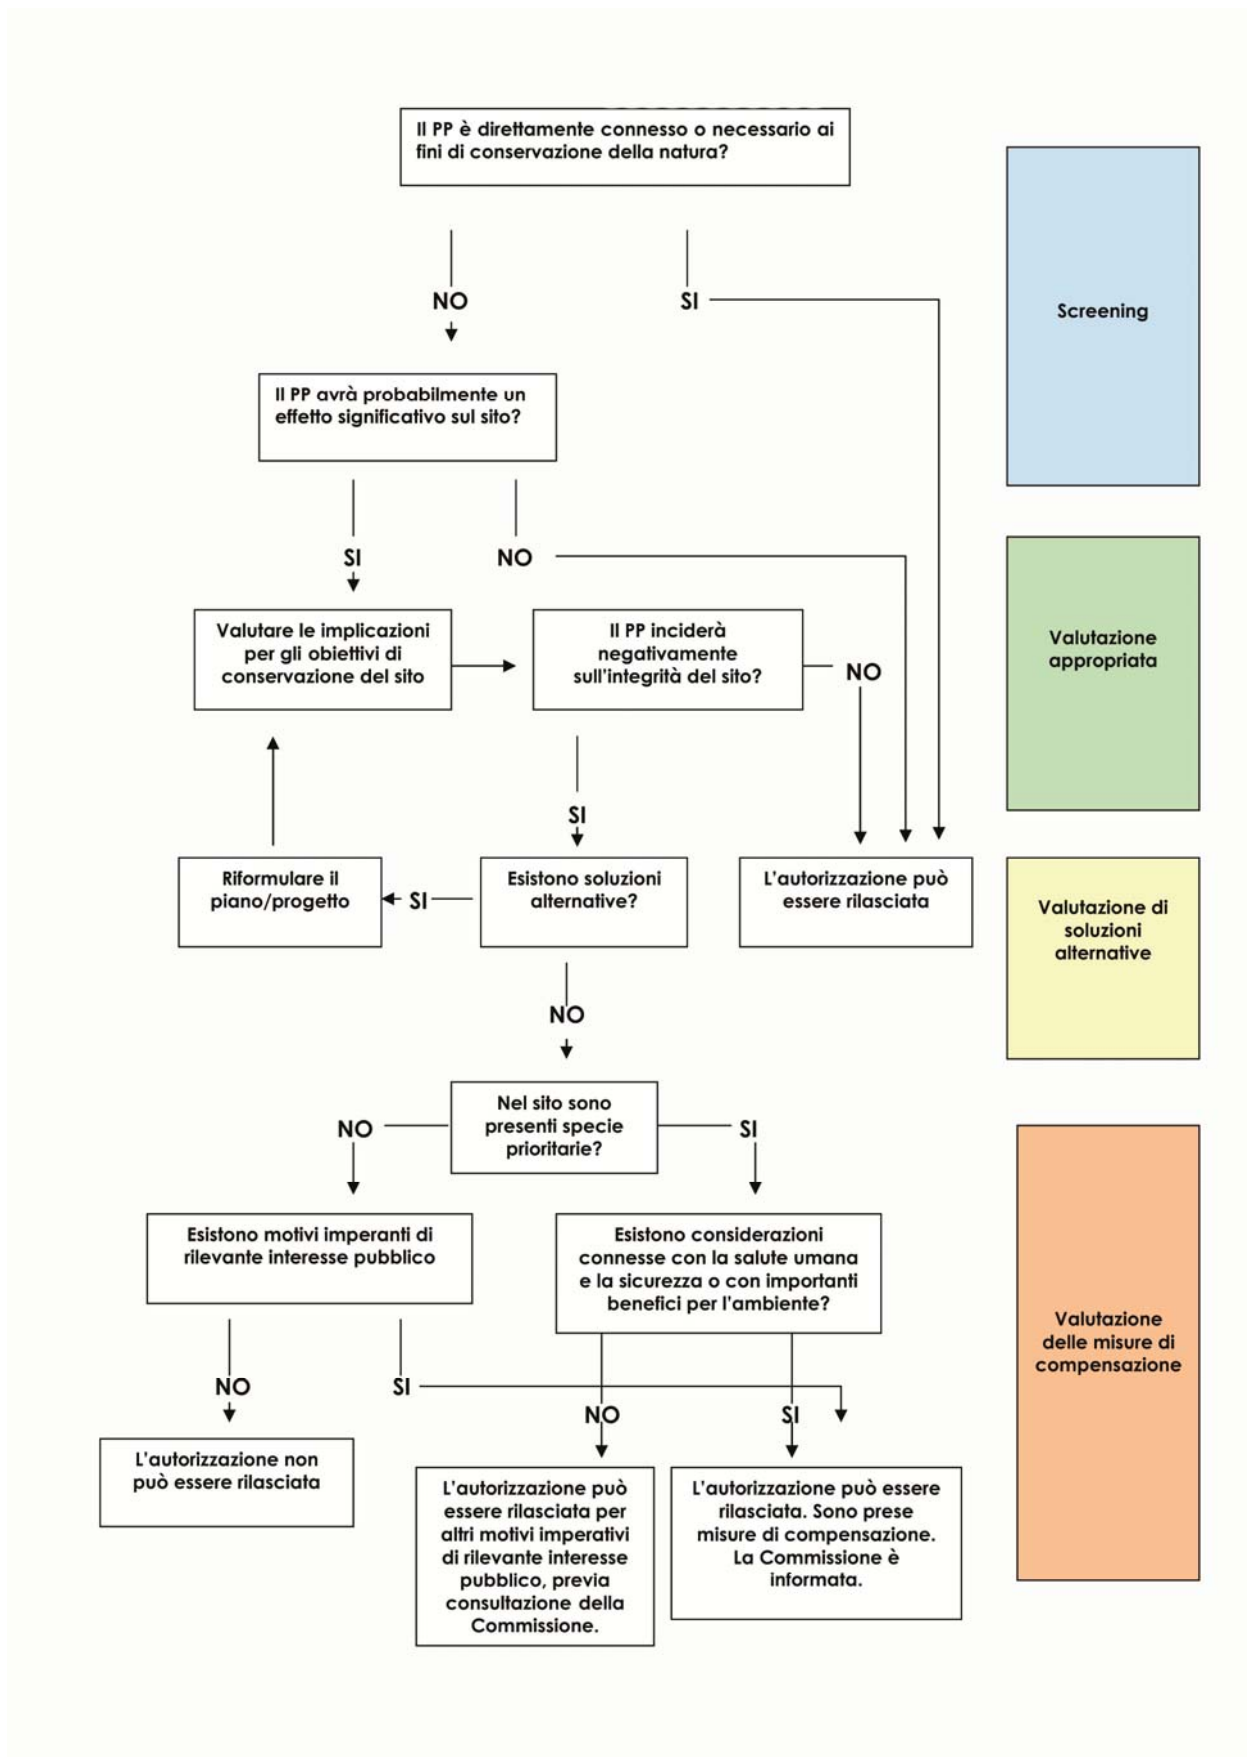 Il PP è direttamente connesso o necessario ai
fini di conservazione della natura?
Screening
NO
SI
Il PP avrà probabilmente un
effetto significativo sul sito?
SI
NO
Valutare le implicazioni
per gli obiettivi di
conservazione del sito
Il PP inciderà
negativamente
sull'integrità del sito?
NO
Valutazione
appropriata
SI
Riformulare il
piano/progetto
SI
Esistono soluzioni
alternative?
L'autorizzazione può
essere rilasciata
Valutazione di
soluzioni
alternative
NO
Nel sito sono
presenti specie
prioritarie?
NO
SI
Esistono motivi imperanti di
rilevante interesse pubblico
Esistono considerazioni
connesse con la salute umana
e la sicurezza o con importanti
benefici per l'ambiente?
Valutazione
delle misure di
compensazione
NO
SI
NO
SI
L'autorizzazione non
può essere rilasciata
L'autorizzazione può
essere rilasciata per
altri motivi imperativi
di rilevante interesse
pubblico, previa
consultazione della
Commissione.
L'autorizzazione può essere
rilasciata. Sono prese
misure di compensazione.
La Commissione è
informata.